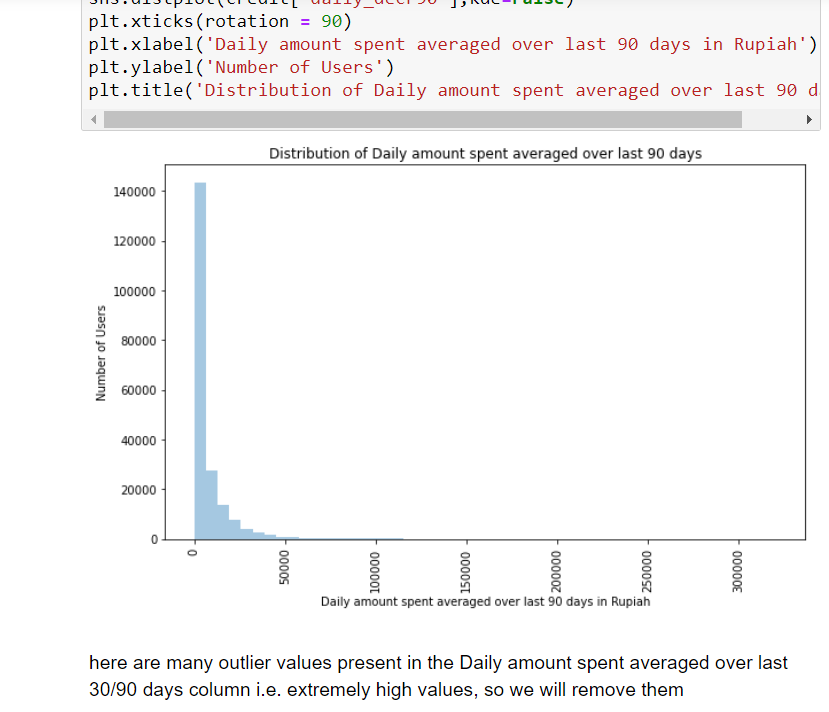 plt.xticks(rotation = 90)
plt.xlabel('Daily amount spent averaged over last 90 days in Rupiah')
plt.ylabel('Number of Users')
plt.title('Distribution of Daily amount spent averaged over last 90 d
Distribution of Daily amount spent averaged over last 90 days
140000
120000
100000
80000
60000
40000
20000
0
Number of Users
0
50000
100000
150000
200000
250000
300000
Daily amount spent averaged over last 90 days in Rupiah
here are many outlier values present in the Daily amount spent averaged over last
30/90 days column i.e. extremely high values, so we will remove them